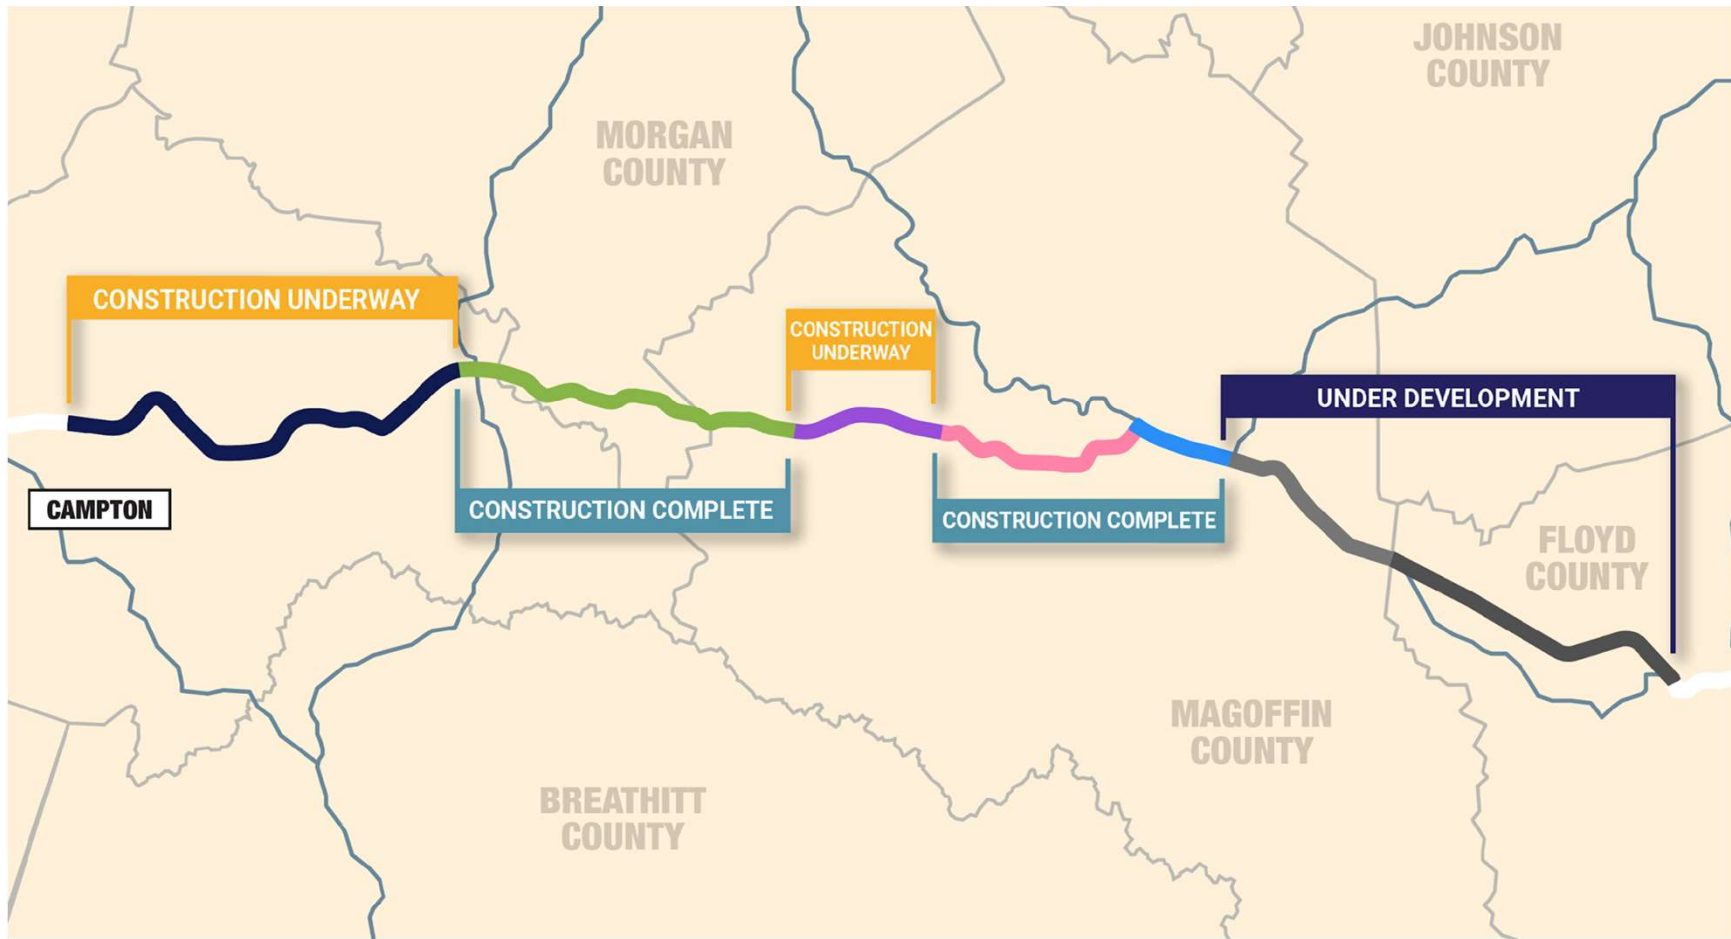 JOHNSON
COUNTY
MORGAN
COUNTY
CONSTRUCTION UNDERWAY
CONSTRUCTION
UNDERWAY
UNDER DEVELOPMENT
CAMPTON
CONSTRUCTION COMPLETE
CONSTRUCTION COMPLETE
FLOYD
COUNTY
MAGOFFIN
COUNTY
BREATHITT
COUNTY